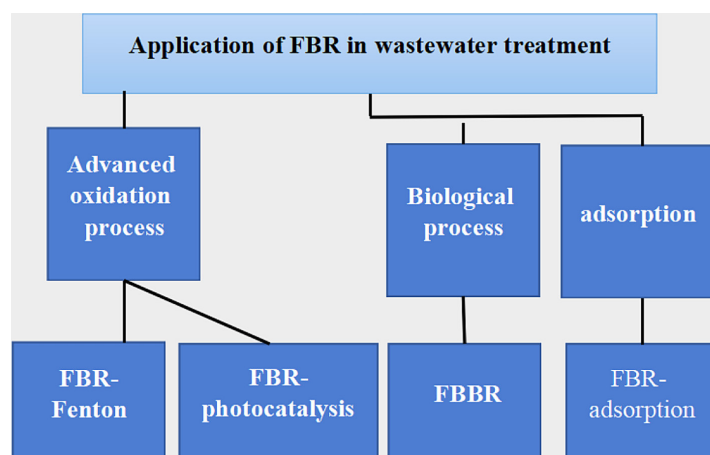 Application of FBR in wastewater treatment
Advanced
oxidation
process
Biological
process
adsorption
FBR-
Fenton
FBR-
photocatalysis
FBBR
FBR-
adsorption